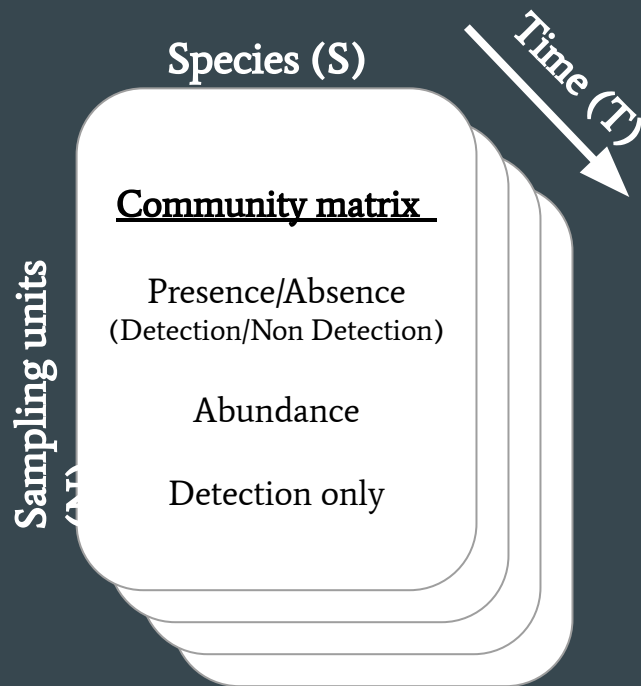 Species (S)
Time (T)
Community matrix
Presence/Absence
(Detection/Non Detection)
Abundance
Detection only
Sampling units
(N)